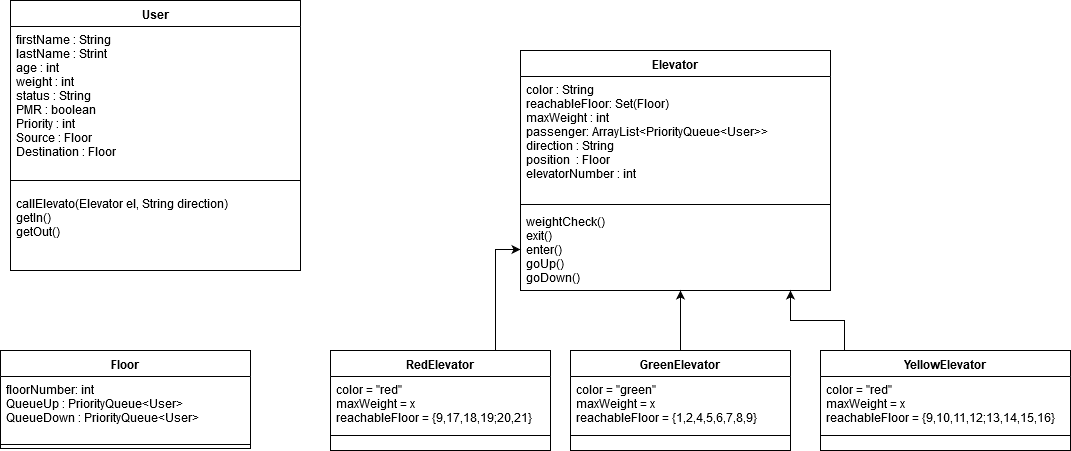 User
firstName : String
lastName : Strint
age : int
weight : int
status : String
PMR : boolean
Priority : int
Source : Floor
Destination : Floor
callElevato(Elevator el, String direction)
getIn()
getOut()
Elevator
color : String
reachableFloor: Set(Floor)
maxWeight : int
passenger: ArrayList<PriorityQueue<User>>
direction : String
position : Floor
elevatorNumber : int
weightCheck()
exit()
enter()
goUp()
goDown()
Floor
floorNumber: int
QueueUp : PriorityQueue<User>
QueueDown : PriorityQueue<User>
RedElevator
color = "red"
maxWeight = x
reachableFloor = {9,17,18,19;20,21}
GreenElevator
color = "green"
maxWeight = x
reachableFloor = {1,2,4,5,6,7,8,9}
YellowElevator
color = "red"
maxWeight = x
reachableFloor = {9,10,11,12;13,14,15,16}